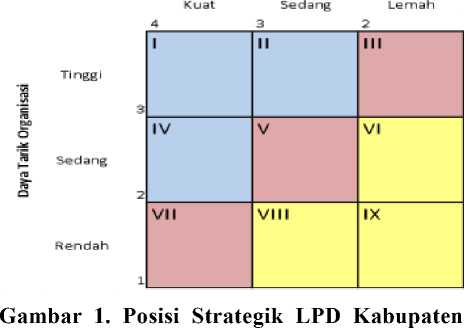 Kuat Sedang Lemah
4 3 2
I II III
Tinggi
3
IV V VI
Sedang
2
VII VIII IX
Rendah
1
Daya Tarik Organisasi
Gambar 1. Posisi Strategik LPD Kabupaten